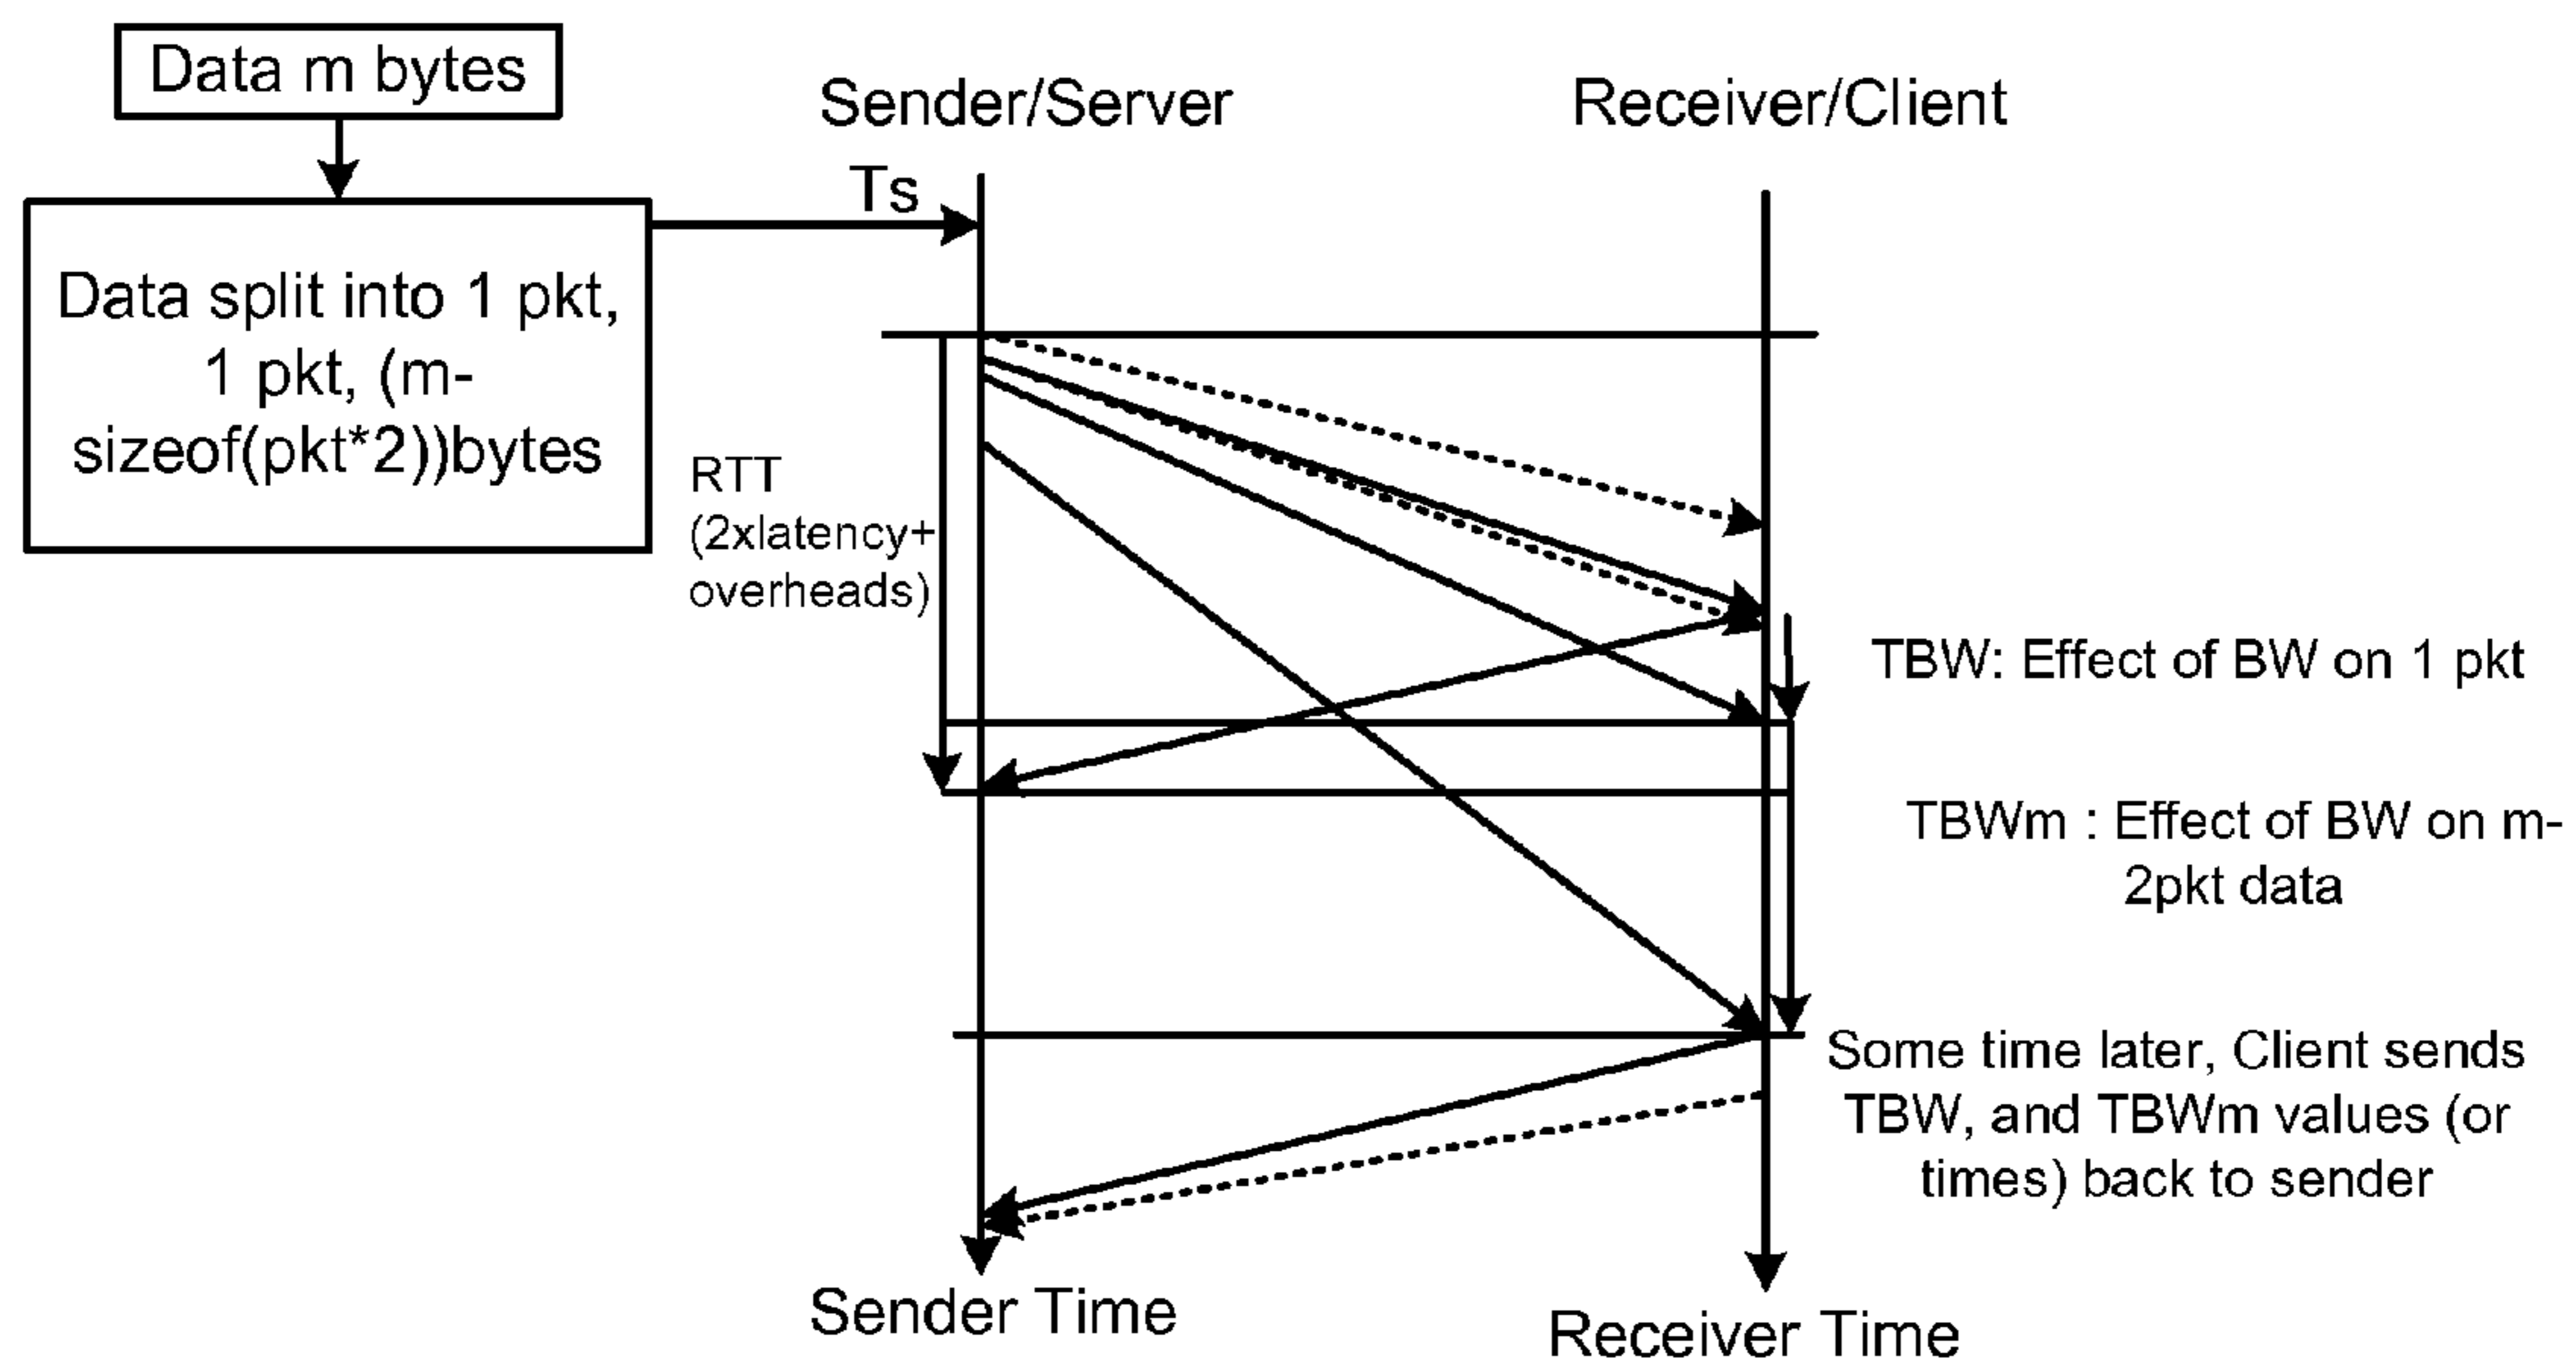 Data m bytes
Sender/Server
Receiver/Client
Ts
Data split into 1 pkt,
1 pkt, (m-
sizeof(pkt*2))bytes
RTT
(2xlatency+
overheads)
TBW: Effect of BW on 1 pkt
TBWm : Effect of BW on m-
2pkt data
Some time later, Client sends
TBW, and TBWm values (or
times) back to sender
Sender Time
Receiver Time